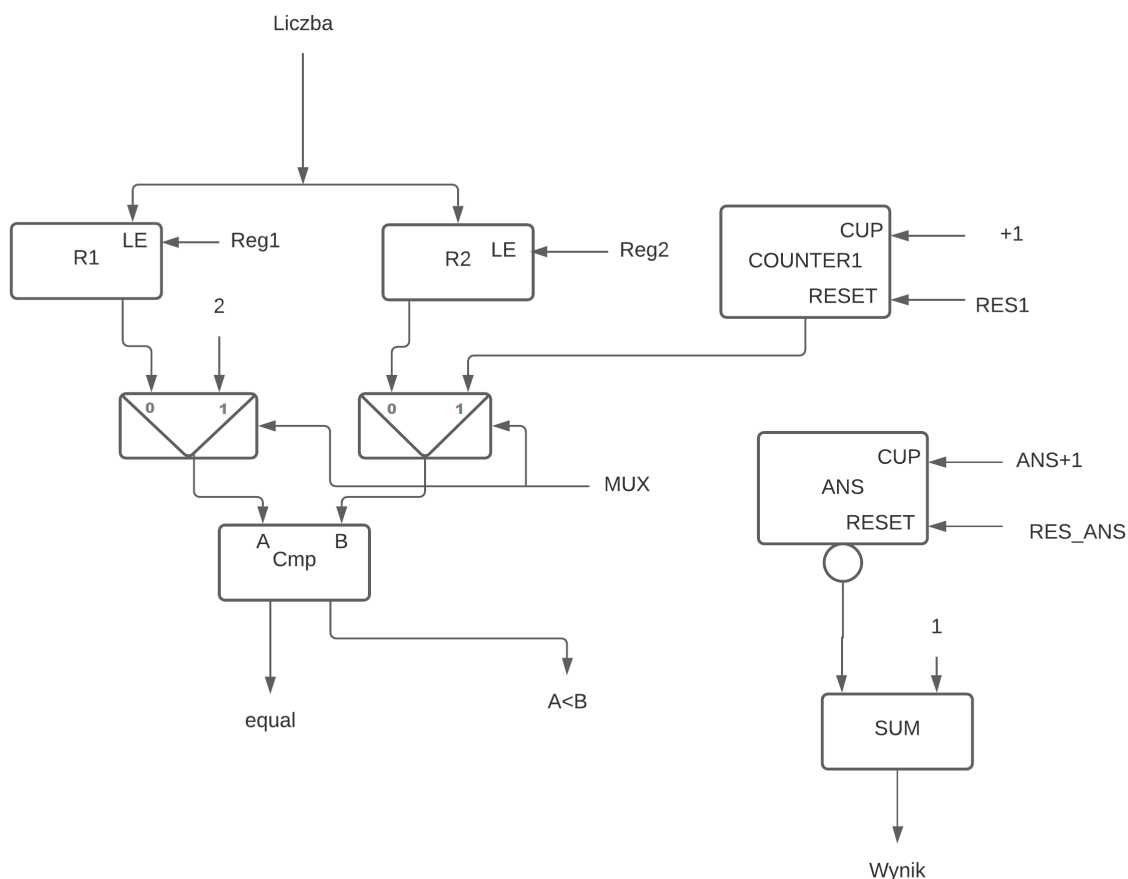 Liczba
LE
R1
Reg1
LE
R2
Reg2
CUP
+1
COUNTER1
RESET
RES1
2
0
1
0
1
MUX
CUP
ANS+1
ANS
RESET
RES_ANS
A
B
Cmp
1
equal
A<B
SUM
Wynik